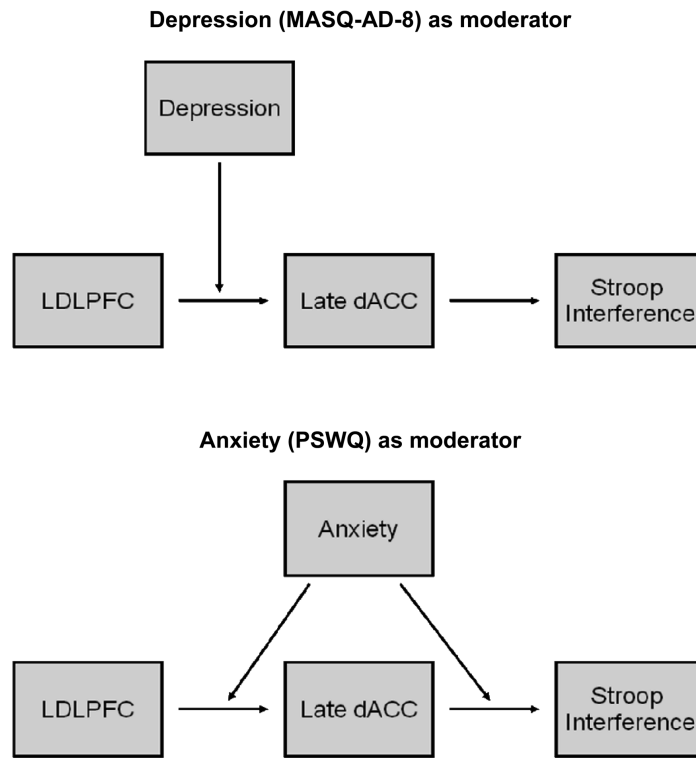 Depression (MASQ-AD-8) as moderator
Depression
LDLPFC
Late dACC
Stroop
Interference
Anxiety (PSWQ) as moderator
Anxiety
LDLPFC
Late dACC
Stroop
Interference